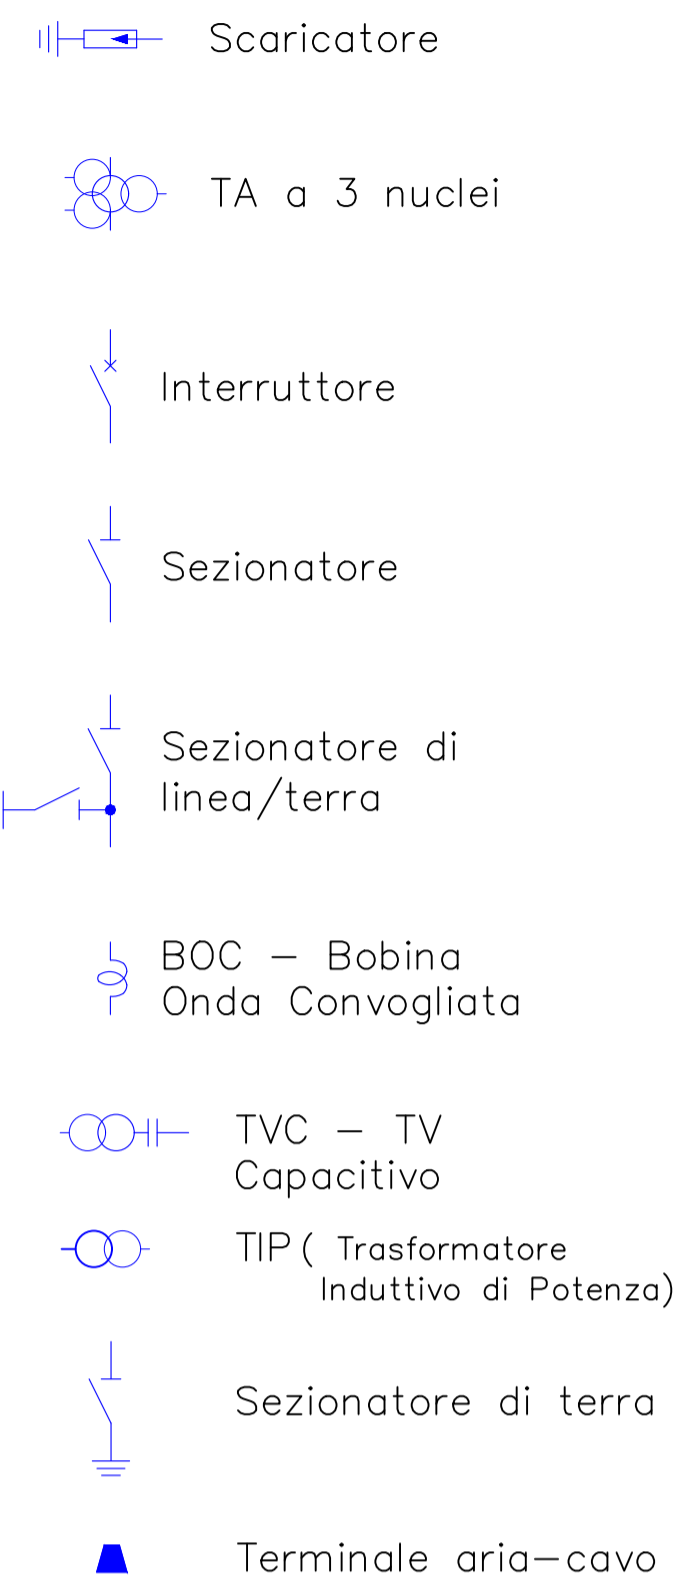 Scaricatore
TA a 3 nuclei
Interruttore
Sezionatore
Sezionatore di
linea/terra
BOC - Bobina
Onda Convogliata
TVC - TV
Capacitivo
TIP ( Trasformatore
Induttivo di Potenza)
Sezionatore di terra
Terminale aria-cavo